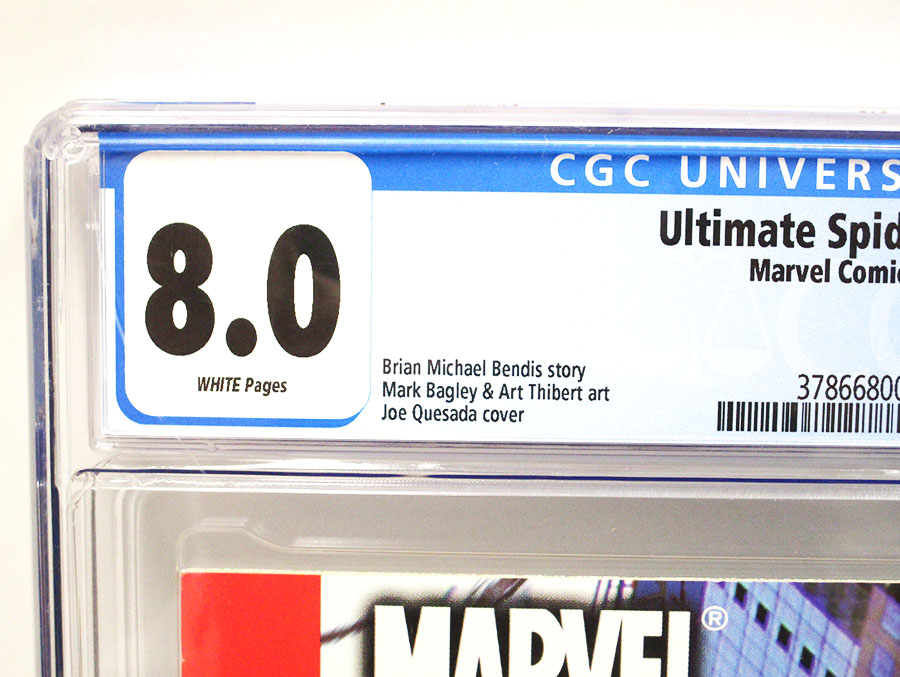 CGC UNIVERS
8.0
WHITE Pages
Ultimate Spid
Marvel Comic
Brian Michael Bendis story
Mark Bagley & Art Thibert art
Joe Quesada cover
37866800
MARVEL®